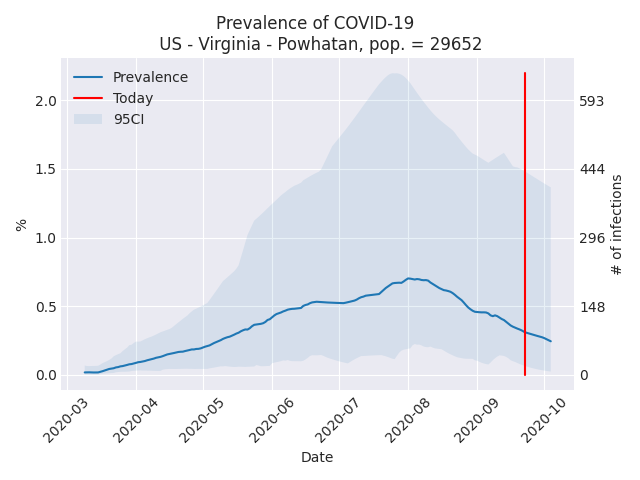 Prevalence of COVID-19
US - Virginia - Powhatan, pop. = 29652
Prevalence
Today
95CI
%
2.0
1.5
1.0
0.5
0.0
593
444
296
148
0
# of infections
2020-03
2020-04
2020-05
2020-06
2020-07
2020-08
2020-09
2020-10
Date